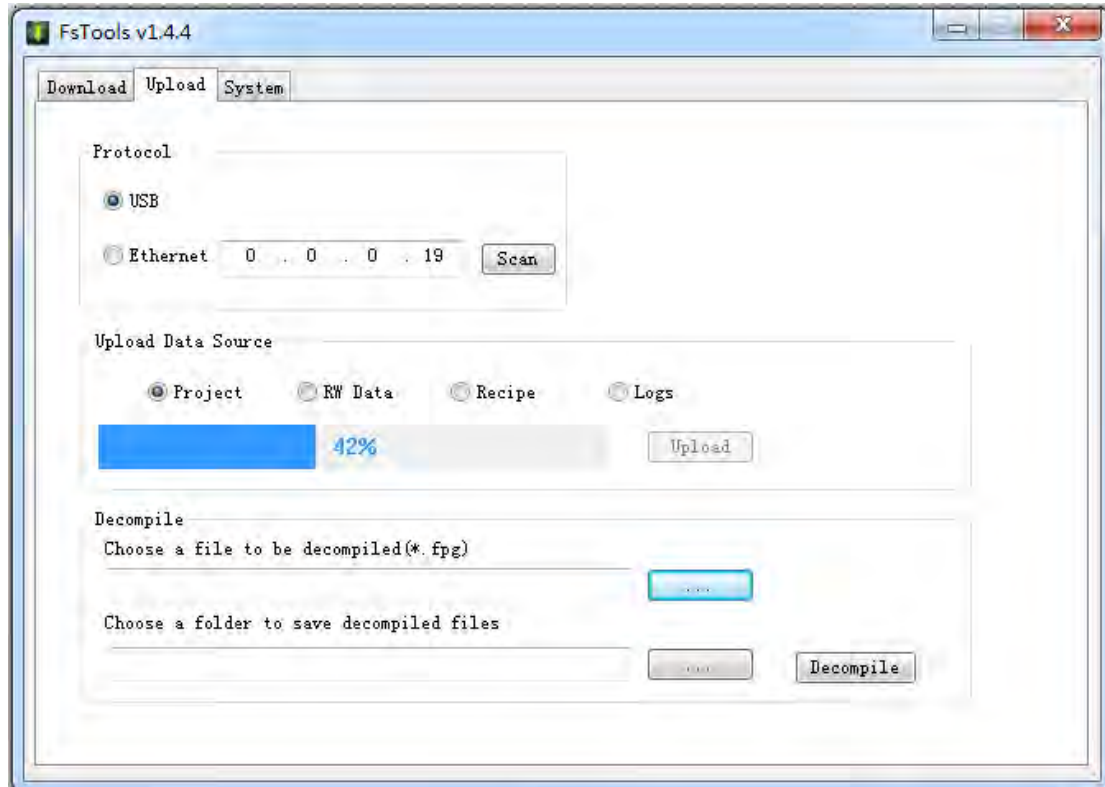 FsTools v1.4.4
Download Upload System
Protocol
USB
Ethernet 0 . 0 . 0 . 19 Scan
Upload Data Source
Project RW Data Recipe Logs
42% Upload
Decompile
Choose a file to be decompiled(*.fpg)
....
Choose a folder to save decompiled files
.... Decompile